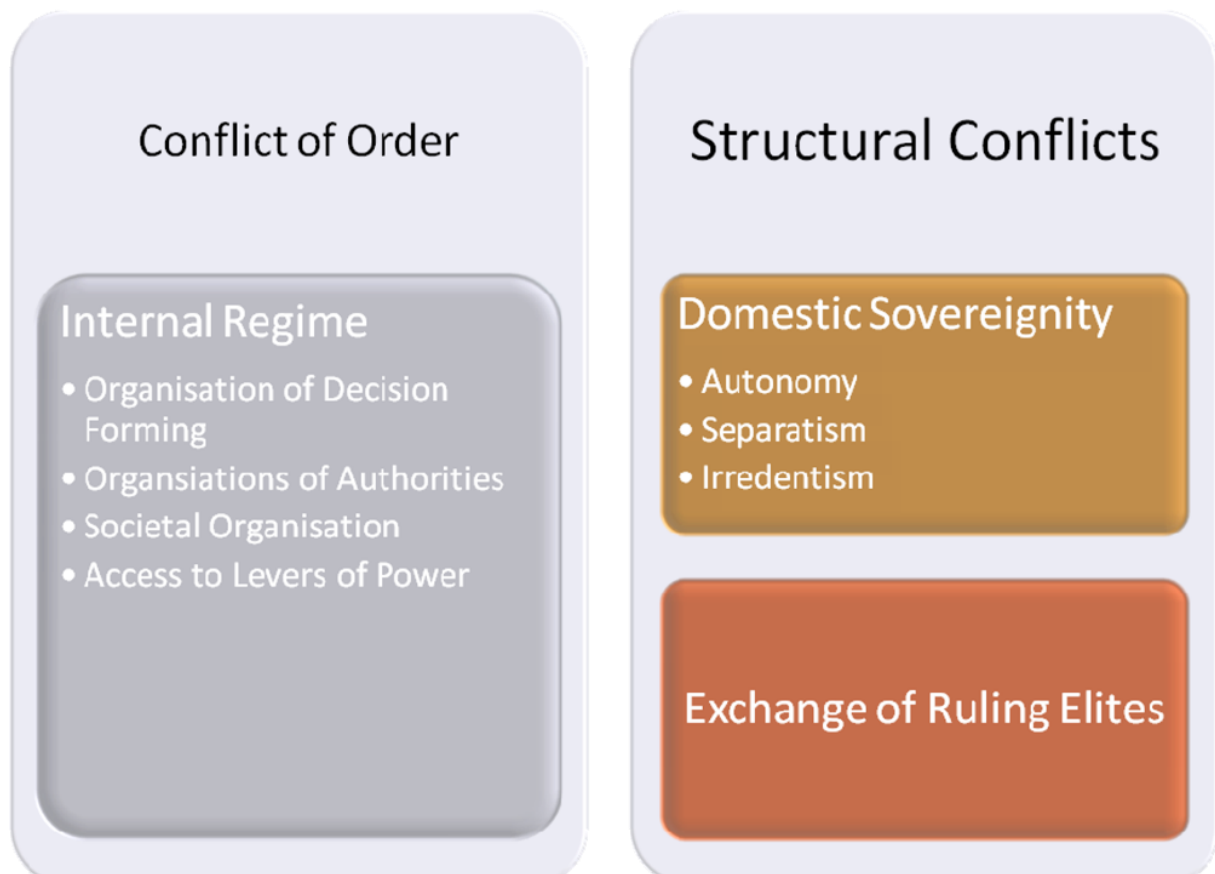 Conflict of Order
Internal Regime
• Organisation of Decision
Forming
• Organsiations of Authorities
• Societal Organisation
• Access to Levers of Power
Structural Conflicts
Domestic Sovereignity
• Autonomy
• Separatism
• Irredentism
Exchange of Ruling Elites